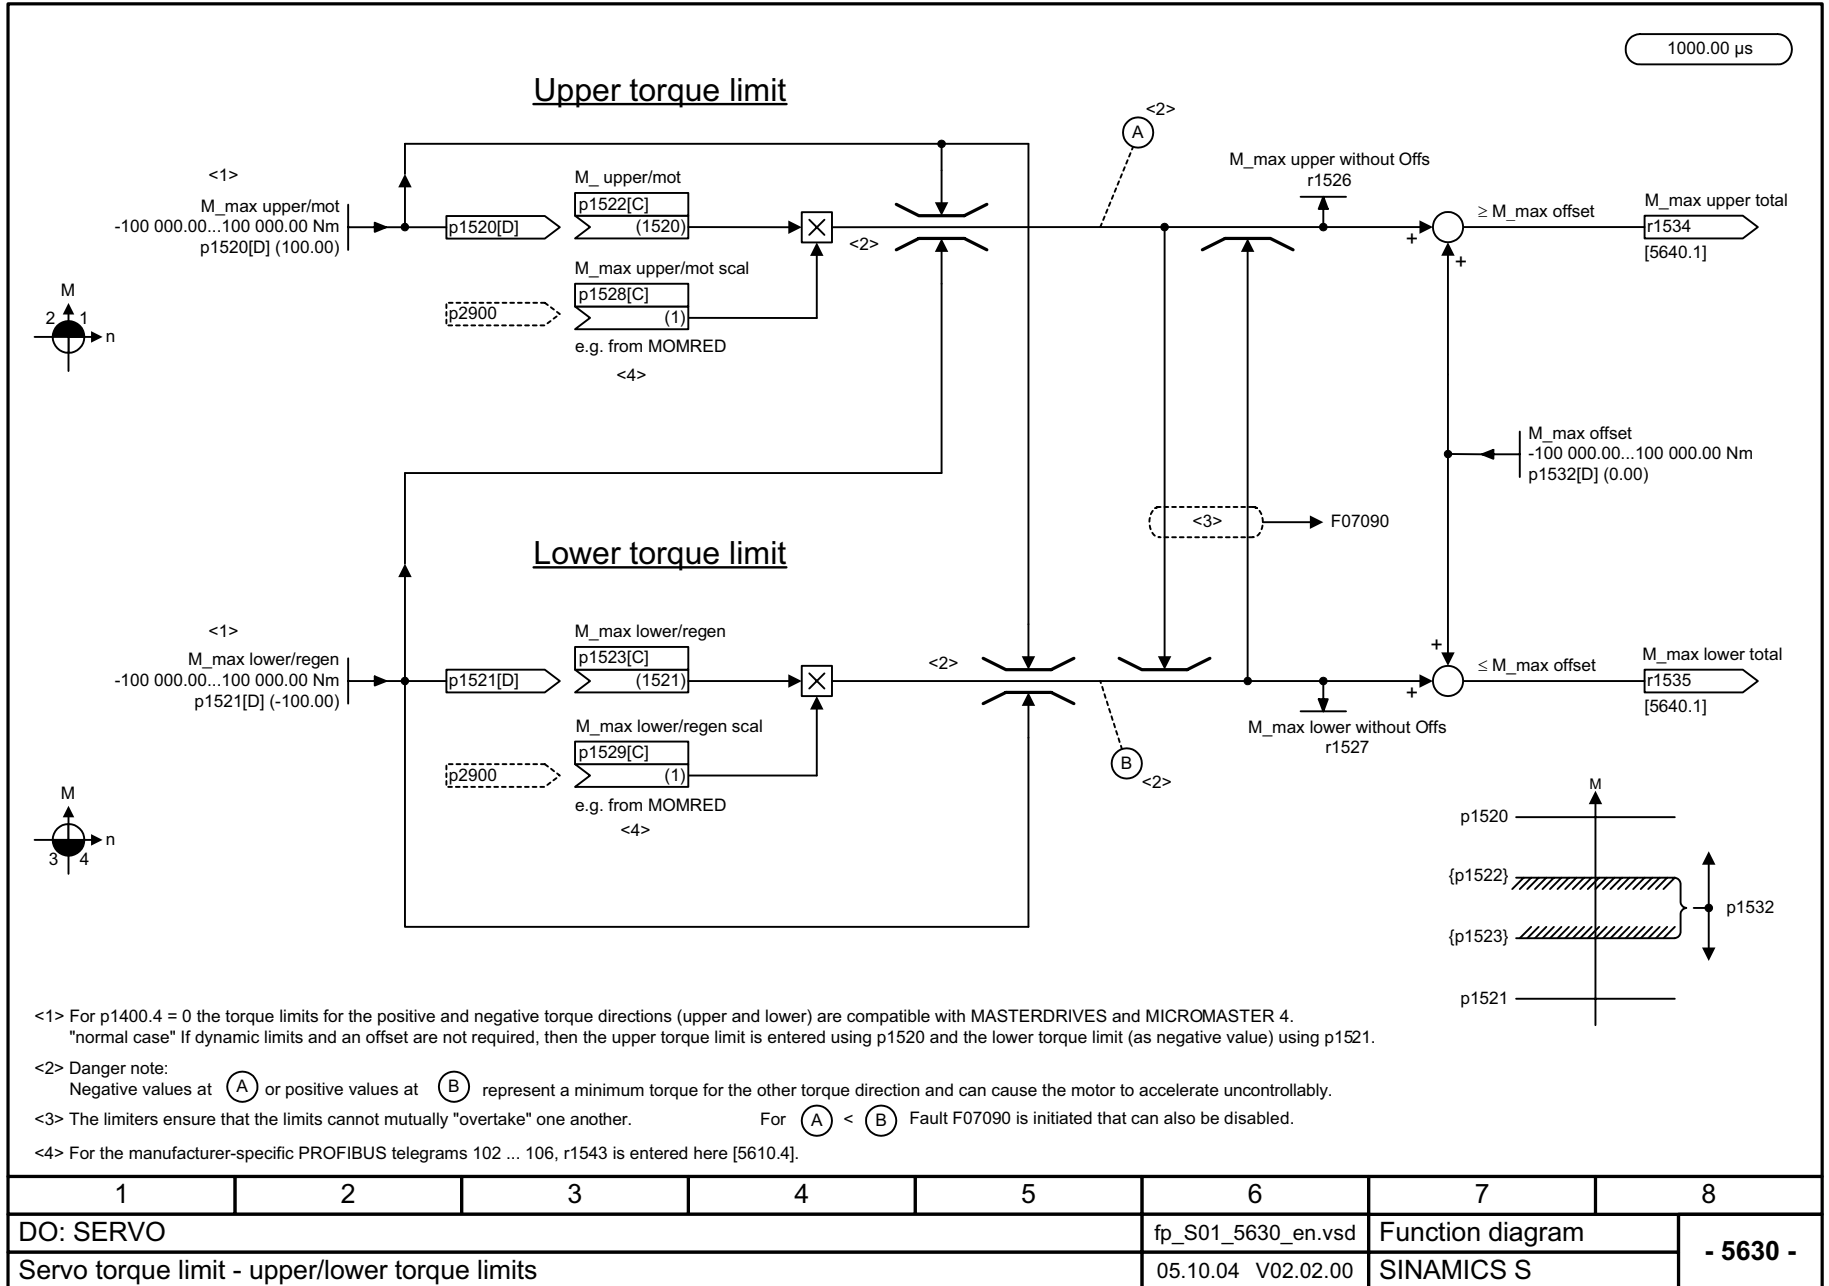 1000.00 µs
Upper torque limit
<2>
A
<1>
M_max upper/mot
-100 000.00...100 000.00 Nm
p1520[D] (100.00)
p1520[D]
M_ upper/mot
p1522[C]
(1520)
<2>
M_max upper without Offs
r1526
+
+
≥ M_max offset
M_max upper total
r1534
[5640.1]
M_max upper/mot scal
p1528[C]
(1)
p2900
e.g. from MOMRED
<4>
M
2 1
n
M_max offset
-100 000.00...100 000.00 Nm
p1532[D] (0.00)
<3>
F07090
Lower torque limit
<1>
M_max lower/regen
-100 000.00...100 000.00 Nm
p1521[D] (-100.00)
p1521[D]
M_max lower/regen
p1523[C]
(1521)
<2>
+
+
≤ M_max offset
M_max lower total
r1535
[5640.1]
M_max lower without Offs
r1527
B
<2>
M_max lower/regen scal
p1529[C]
(1)
p2900
e.g. from MOMRED
<4>
M
n
3 4
M
p1520
{p1522}
p1532
{p1523}
p1521
<1> For p1400.4 = 0 the torque limits for the positive and negative torque directions (upper and lower) are compatible with MASTERDRIVES and MICROMASTER 4.
"normal case" If dynamic limits and an offset are not required, then the upper torque limit is entered using p1520 and the lower torque limit (as negative value) using p1521.
<2> Danger note:
Negative values at A or positive values at B represent a minimum torque for the other torque direction and can cause the motor to accelerate uncontrollably.
<3> The limiters ensure that the limits cannot mutually "overtake" one another. For A < B Fault F07090 is initiated that can also be disabled.
<4> For the manufacturer-specific PROFIBUS telegrams 102 ... 106, r1543 is entered here [5610.4].
1 2 3 4 5 6 7 8
DO: SERVO
fp_S01_5630_en.vsd
Function diagram
- 5630 -
Servo torque limit - upper/lower torque limits
05.10.04 V02.02.00
SINAMICS S